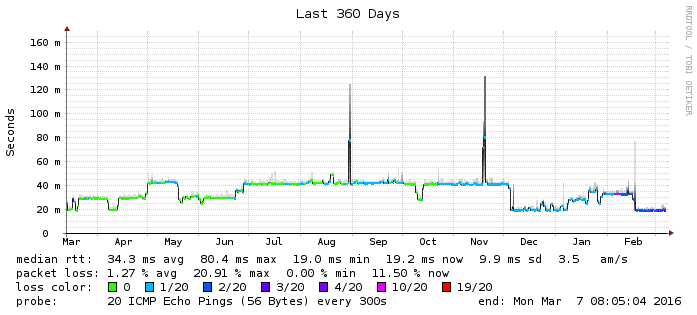 Last 360 Days
RRDTOOL / TOBI OETIKER
Seconds
160 m
140 m
120 m
100 m
80 m
60 m
40 m
20 m
0
Mar Apr May Jun Jul Aug Sep Oct Nov Dec Jan Feb
median rtt: 34.3 ms avg 80.4 ms max 19.0 ms min 19.2 ms now 9.9 ms sd 3.5 am/s
packet loss: 1.27 % avg 20.91 % max 0.00 % min 11.50 % now
loss color: 0 1/20 2/20 3/20 4/20 10/20 19/20
probe: 20 ICMP Echo Pings (56 Bytes) every 300s end: Mon Mar 7 08:05:04 2016